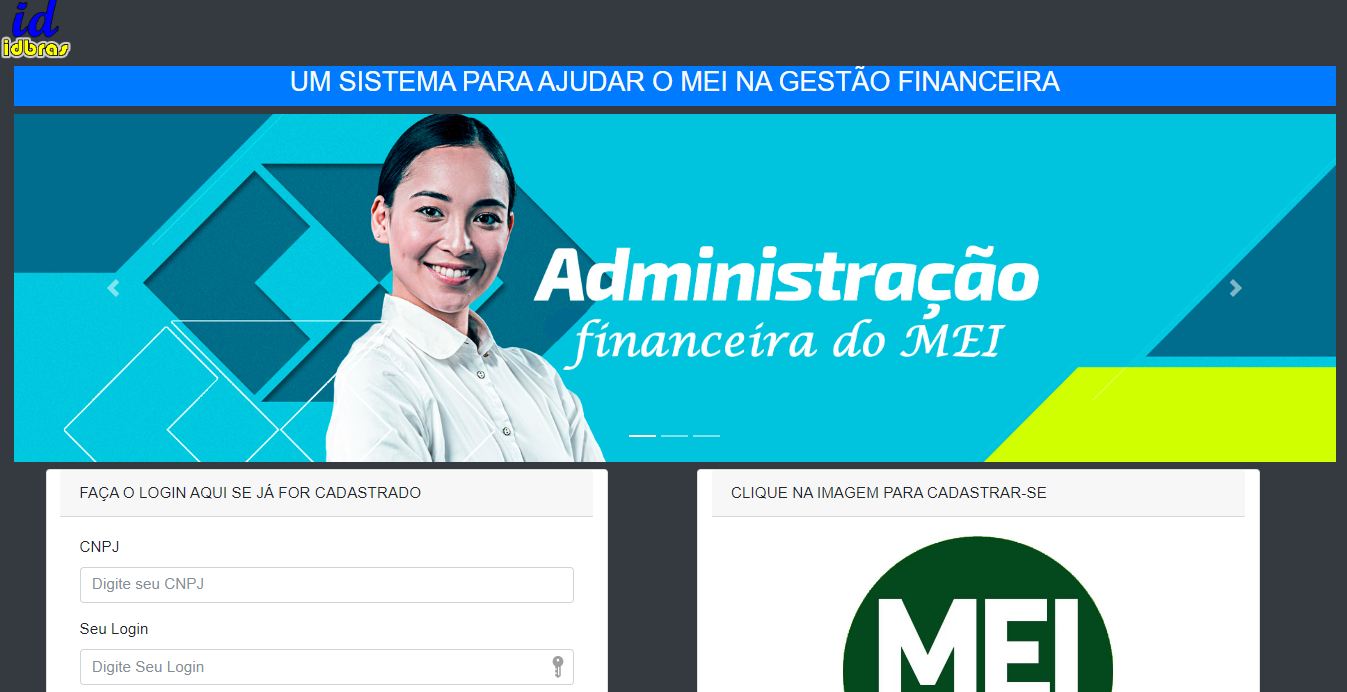 id
idbras
UM SISTEMA PARA AJUDAR O MEI NA GESTÃO FINANCEIRA
Administração
financeira do MEI
FAÇA O LOGIN AQUI SE JÁ FOR CADASTRADO
CNPJ
Digite seu CNPJ
Seu Login
Digite Seu Login
CLIQUE NA IMAGEM PARA CADASTRAR-SE
MEI